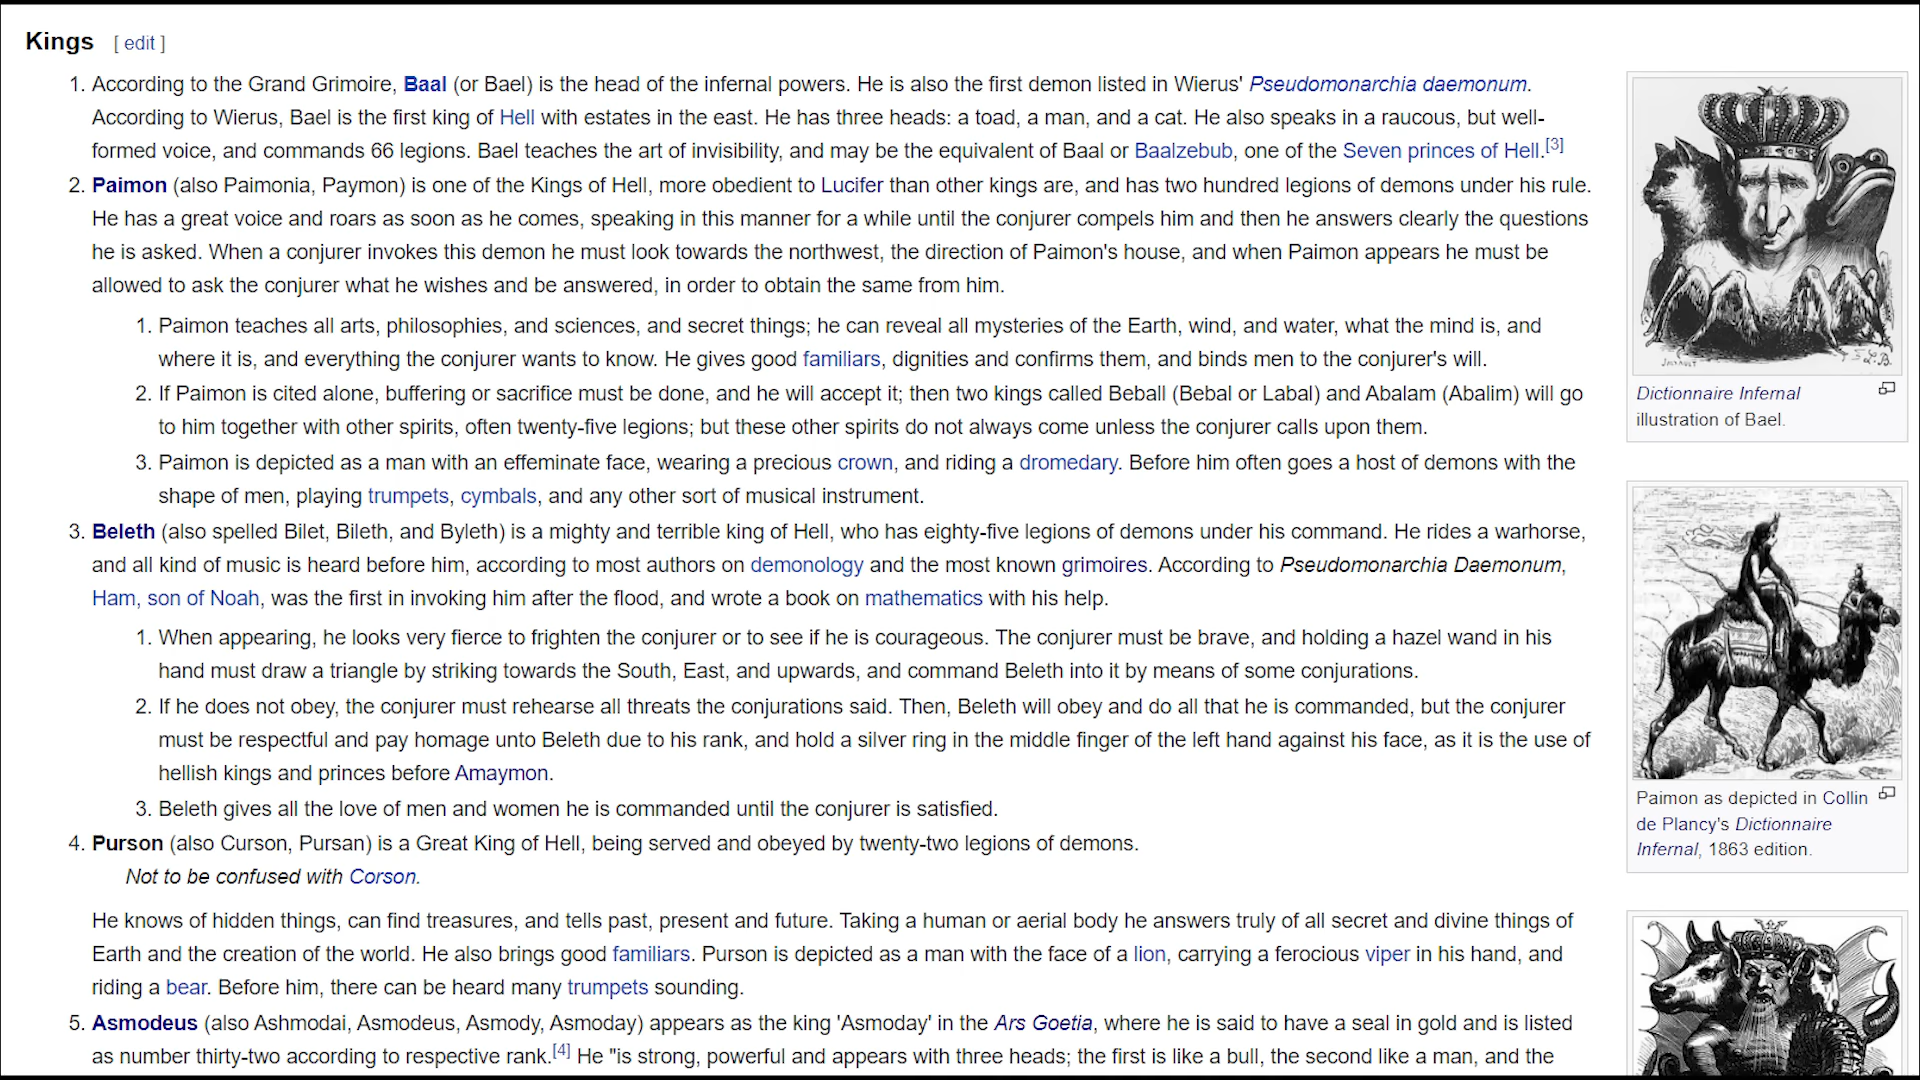 Kings [ edit ]
1. According to the Grand Grimoire, Baal (or Bael) is the head of the infernal powers. He is also the first demon listed in Wierus' Pseudomonarchia daemonum.
According to Wierus, Bael is the first king of Hell with estates in the east. He has three heads: a toad, a man, and a cat. He also speaks in a raucous, but well-
formed voice, and commands 66 legions. Bael teaches the art of invisibility, and may be the equivalent of Baal or Baalzebub, one of the Seven princes of Hell.[3]
2. Paimon (also Paimonia, Paymon) is one of the Kings of Hell, more obedient to Lucifer than other kings are, and has two hundred legions of demons under his rule.
He has a great voice and roars as soon as he comes, speaking in this manner for a while until the conjurer compels him and then he answers clearly the questions
he is asked. When a conjurer invokes this demon he must look towards the northwest, the direction of Paimon's house, and when Paimon appears he must be
allowed to ask the conjurer what he wishes and be answered, in order to obtain the same from him.
1. Paimon teaches all arts, philosophies, and sciences, and secret things; he can reveal all mysteries of the Earth, wind, and water, what the mind is, and
where it is, and everything the conjurer wants to know. He gives good familiars, dignities and confirms them, and binds men to the conjurer's will.
2. If Paimon is cited alone, buffering or sacrifice must be done, and he will accept it; then two kings called Beball (Bebal or Labal) and Abalam (Abalim) will go
to him together with other spirits, often twenty-five legions; but these other spirits do not always come unless the conjurer calls upon them.
3. Paimon is depicted as a man with an effeminate face, wearing a precious crown, and riding a dromedary. Before him often goes a host of demons with the
shape of men, playing trumpets, cymbals, and any other sort of musical instrument.
3. Beleth (also spelled Bilet, Bileth, and Byleth) is a mighty and terrible king of Hell, who has eighty-five legions of demons under his command. He rides a warhorse,
and all kind of music is heard before him, according to most authors on demonology and the most known grimoires. According to Pseudomonarchia Daemonum,
Ham, son of Noah, was the first in invoking him after the flood, and wrote a book on mathematics with his help.
1. When appearing, he looks very fierce to frighten the conjurer or to see if he is courageous. The conjurer must be brave, and holding a hazel wand in his
hand must draw a triangle by striking towards the South, East, and upwards, and command Beleth into it by means of some conjurations.
2. If he does not obey, the conjurer must rehearse all threats the conjurations said. Then, Beleth will obey and do all that he is commanded, but the conjurer
must be respectful and pay homage unto Beleth due to his rank, and hold a silver ring in the middle finger of the left hand against his face, as it is the use of
hellish kings and princes before Amaymon.
3. Beleth gives all the love of men and women he is commanded until the conjurer is satisfied.
4. Purson (also Curson, Pursan) is a Great King of Hell, being served and obeyed by twenty-two legions of demons.
Not to be confused with Corson.
He knows of hidden things, can find treasures, and tells past, present and future. Taking a human or aerial body he answers truly of all secret and divine things of
Earth and the creation of the world. He also brings good familiars. Purson is depicted as a man with the face of a lion, carrying a ferocious viper in his hand, and
riding a bear. Before him, there can be heard many trumpets sounding.
5. Asmodeus (also Ashmodai, Asmodeus, Asmody, Asmoday) appears as the king 'Asmoday' in the Ars Goetia, where he is said to have a seal in gold and is listed
as number thirty-two according to respective rank.[4] He "is strong, powerful and appears with three heads; the first is like a bull, the second like a man, and the
Dictionnaire Infernal
illustration of Bael.
Paimon as depicted in Collin
de Plancy's Dictionnaire
Infernal, 1863 edition.